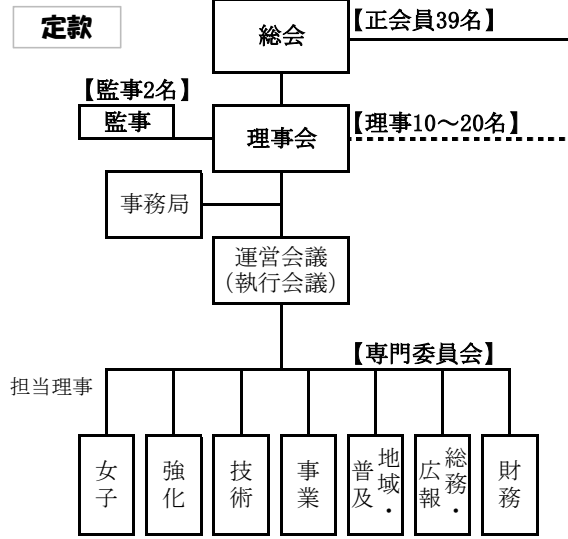 定款
総会
【正会員39名】
【監事2名】
監事
理事会
【理事10～20名】
事務局
運営会議
（執行会議）
【専門委員会】
担当理事
女子
強化
技術
事業
地域・
普及
総務・
広報
財務